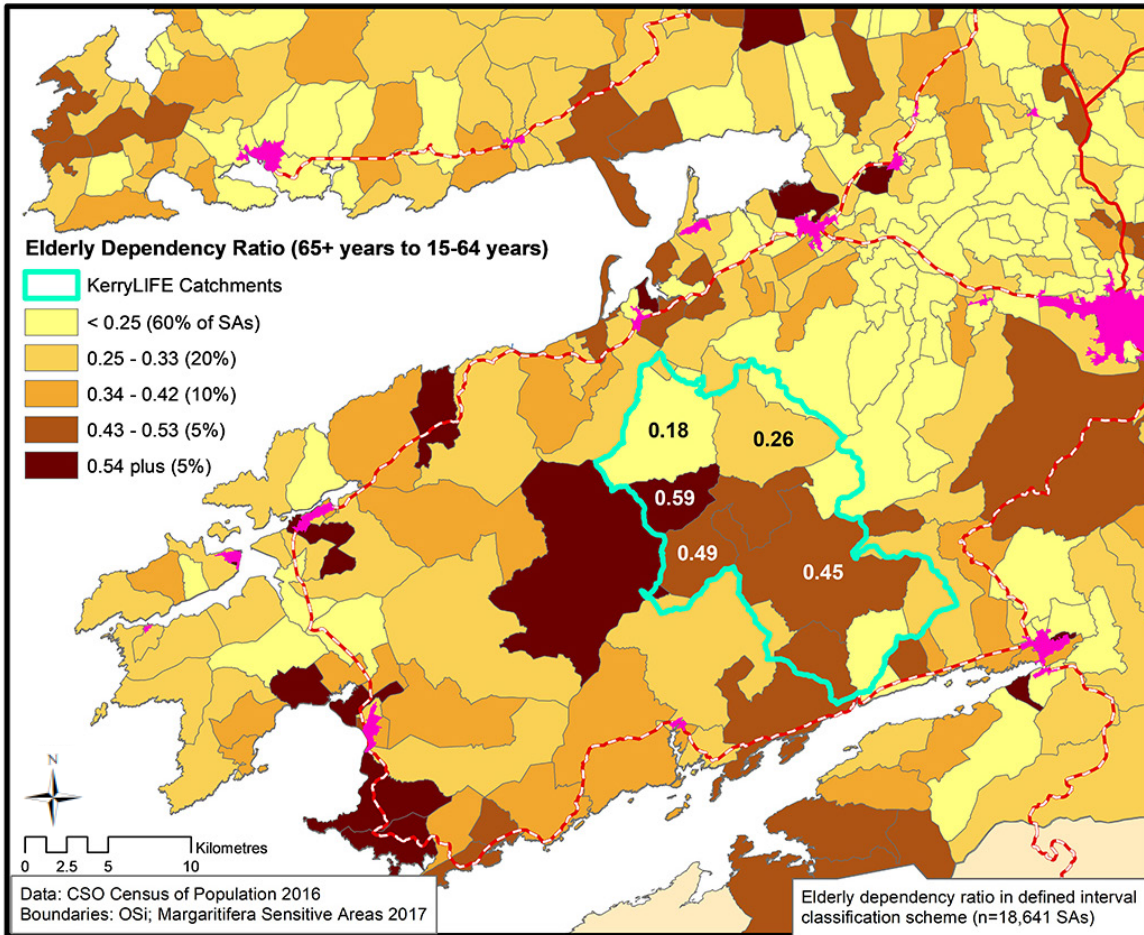 Elderly Dependency Ratio (65+ years to 15-64 years)
KerryLIFE Catchments
< 0.25 (60% of SAs)
0.25 - 0.33 (20%)
0.34 - 0.42 (10%)
0.43 - 0.53 (5%)
0.54 plus (5%)
0.18
0.26
0.59
0.49
0.45
N
Kilometres
0 2.5 5 10
Data: CSO Census of Population 2016
Boundaries: OSi; Margaritifera Sensitive Areas 2017
Elderly dependency ratio in defined interval
classification scheme (n=18,641 SAs)